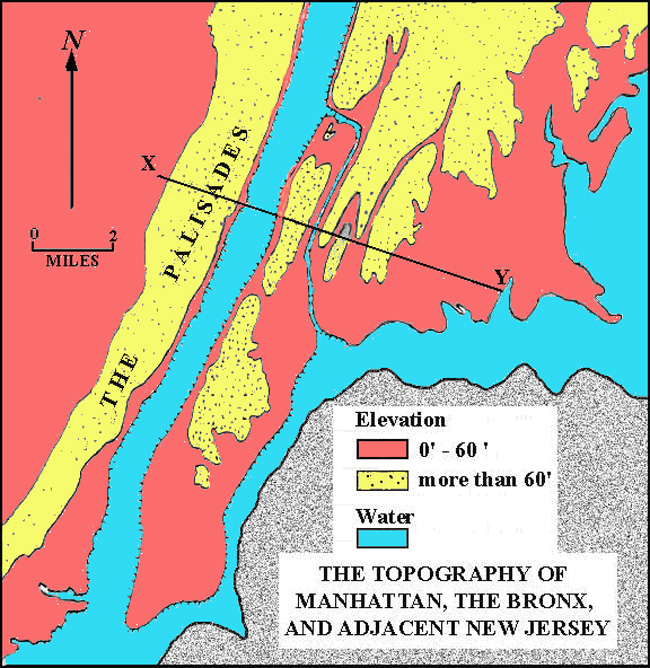 N
X
THE PALISADES
0 2
MILES
Y
Elevation
0' - 60 '
more than 60'
Water
THE TOPOGRAPHY OF
MANHATTAN, THE BRONX,
AND ADJACENT NEW JERSEY